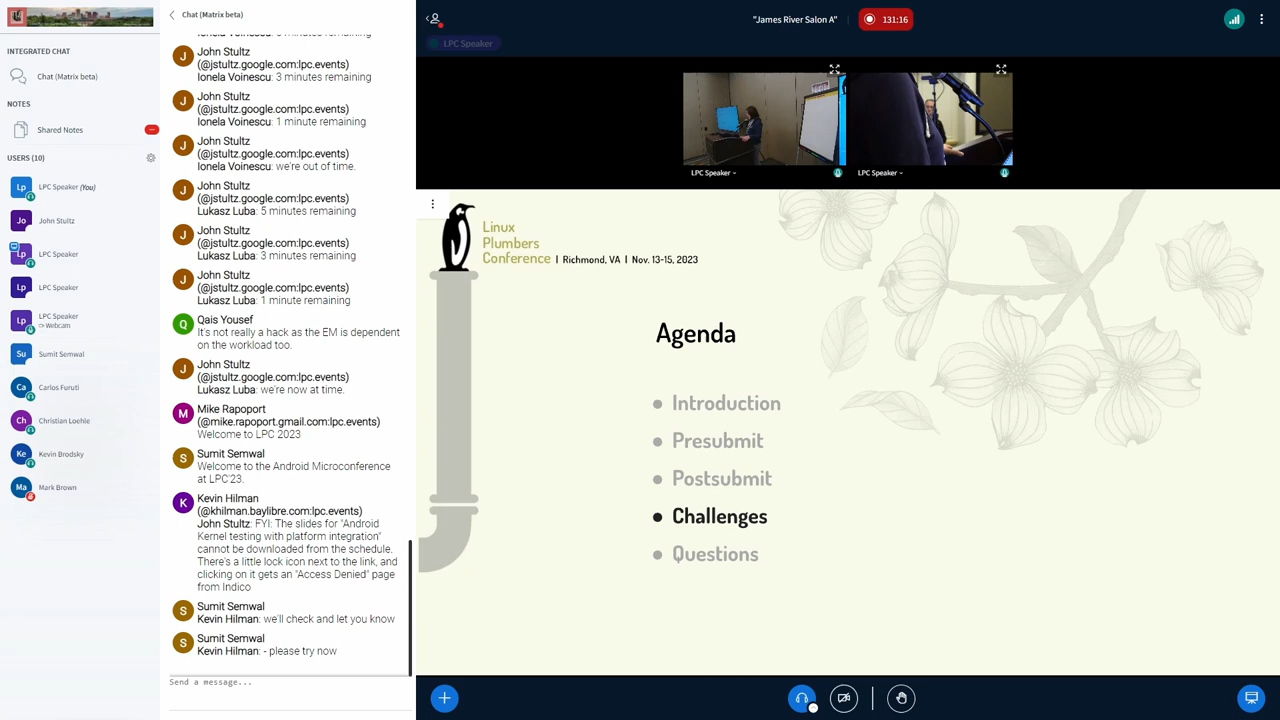 INTEGRATED CHAT
Chat (Matrix beta)
NOTES
Shared Notes
USERS (10)
Lp
LPC Speaker (You)
Jo
John Stultz
Lp
LPC Speaker
Lp
LPC Speaker
Lp
LPC Speaker
Webcam
Su
Sumit Semwal
Ca
Carlos Furuti
Ch
Christian Loehle
Ke
Kevin Brodsky
Ma
Mark Brown
Chat (Matrix beta)
J
John Stultz
(@jstultz.google.com:lpc.events)
Ionela Voinescu: 3 minutes remaining
J
John Stultz
(@jstultz.google.com:lpc.events)
Ionela Voinescu: 1 minute remaining
J
John Stultz
(@jstultz.google.com:lpc.events)
Ionela Voinescu: we're out of time.
J
John Stultz
(@jstultz.google.com:lpc.events)
Lukasz Luba: 5 minutes remaining
J
John Stultz
(@jstultz.google.com:lpc.events)
Lukasz Luba: 3 minutes remaining
J
John Stultz
(@jstultz.google.com:lpc.events)
Lukasz Luba: 1 minute remaining
Q
Qais Yousef
It's not really a hack as the EM is dependent
on the workload too.
J
John Stultz
(@jstultz.google.com:lpc.events)
Lukasz Luba: we're now at time.
M
Mike Rapoport
(@mike.rapoport.gmail.com:lpc.events)
Welcome to LPC 2023
S
Sumit Semwal
Welcome to the Android Microconference
at LPC'23.
K
Kevin Hilman
(@khilman.baylibre.com:lpc.events)
John Stultz: FYI: The slides for "Android
Kernel testing with platform integration"
cannot be downloaded from the schedule.
There's a little lock icon next to the link, and
clicking on it gets an "Access Denied" page
from Indico
S
Sumit Semwal
Kevin Hilman: we'll check and let you know
S
Sumit Semwal
Kevin Hilman: - please try now
Send a message...
"James River Salon A"
131:16
LPC Speaker
LPC Speaker
LPC Speaker
Linux
Plumbers
Conference | Richmond, VA | Nov. 13-15, 2023
Agenda
• Introduction
• Presubmit
• Postsubmit
• Challenges
• Questions